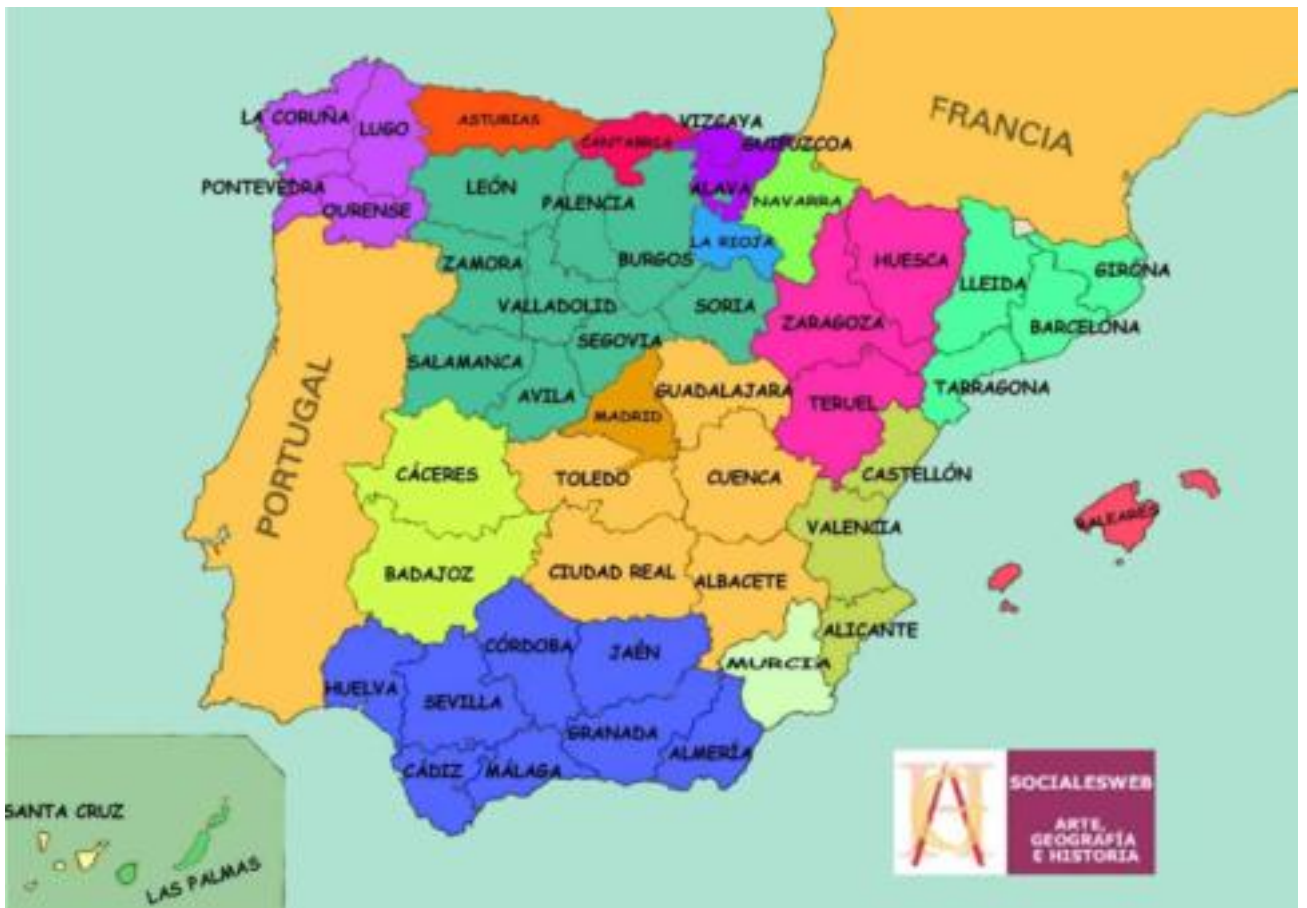 FRANCIA
LA CORUÑA
LUGO
ASTURIAS
CANTABRIA
VIZCAYA
GUIPUZCOA
PONTEVEDRA
OURENSE
LEÓN
PALENCIA
ALAVA
NAVARRA
LA RIOJA
BURGOS
ZAMORA
HUESCA
LLEIDA
GIRONA
VALLADOLID
SORIA
ZARAGOZA
BARCELONA
SEGOVIA
SALAMANCA
AVILA
MADRID
GUADALAJARA
TERUEL
TARRAGONA
PORTUGAL
CÁCERES
TOLEDO
CUENCA
CASTELLÓN
VALENCIA
BALEARES
BADAJOZ
CIUDAD REAL
ALBACETE
ALICANTE
CÓRDOBA
JAÉN
MURCIA
HUELVA
SEVILLA
GRANADA
ALMERÍA
CÁDIZ
MÁLAGA
SANTA CRUZ
LAS PALMAS
SOCIALESWEB
ARTE,
GEOGRAFÍA
E HISTORIA